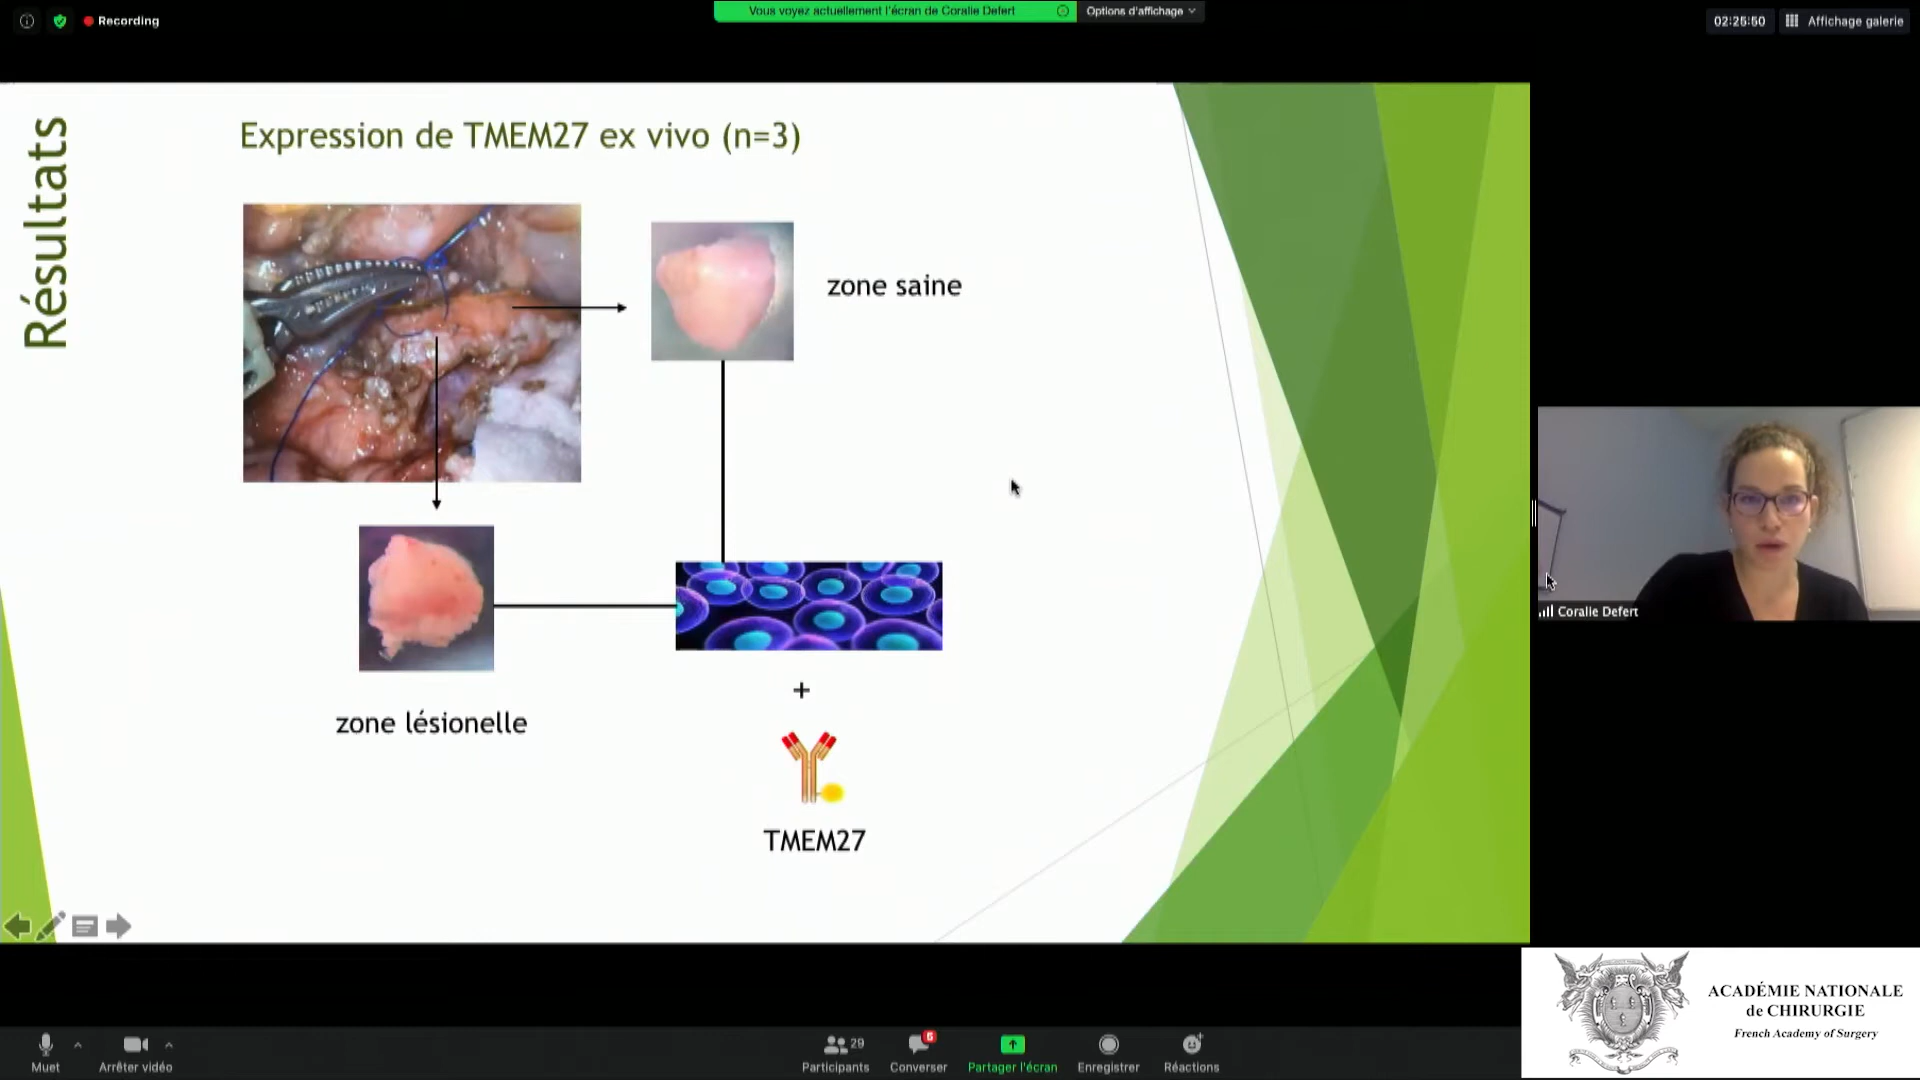 Recording
Vous voyez actuellement l'écran de Coralie Defert
Options d'affichage
02:25:50
Affichage galerie
Résultats
Expression de TMEM27 ex vivo (n=3)
zone saine
zone lésionelle
+
TMEM27
Coralie Defert
ACADÉMIE NATIONALE
de CHIRURGIE
French Academy of Surgery
Muet
Arrêter vidéo
29
Participants
6
Converser
Partager l'écran
Enregistrer
Réactions